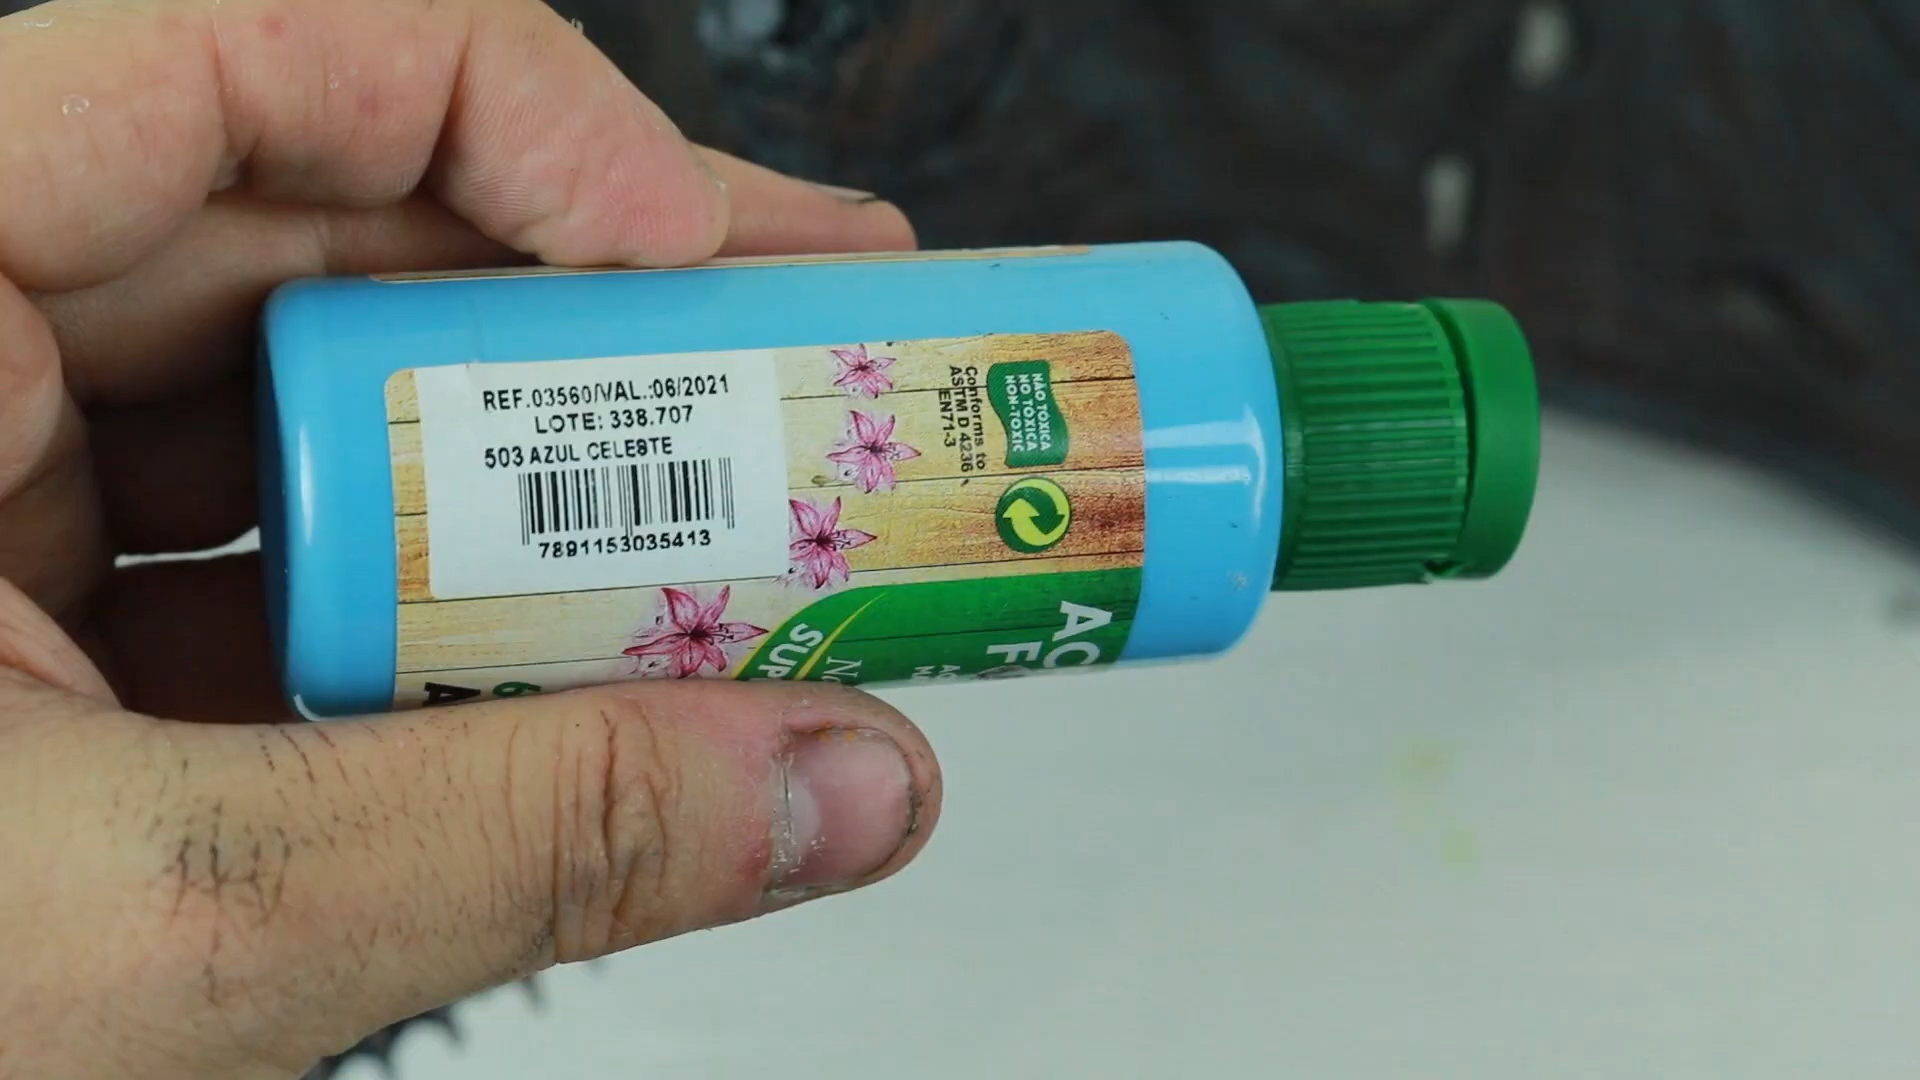 REF.03560/VAL.:06/2021
LOTE: 338.707
503 AZUL CELESTE
7891153035413
NÃO TÓXICA
NO TÓXICA
NON-TOXIC
Conforms to
ASTM D 4236
EN71-3